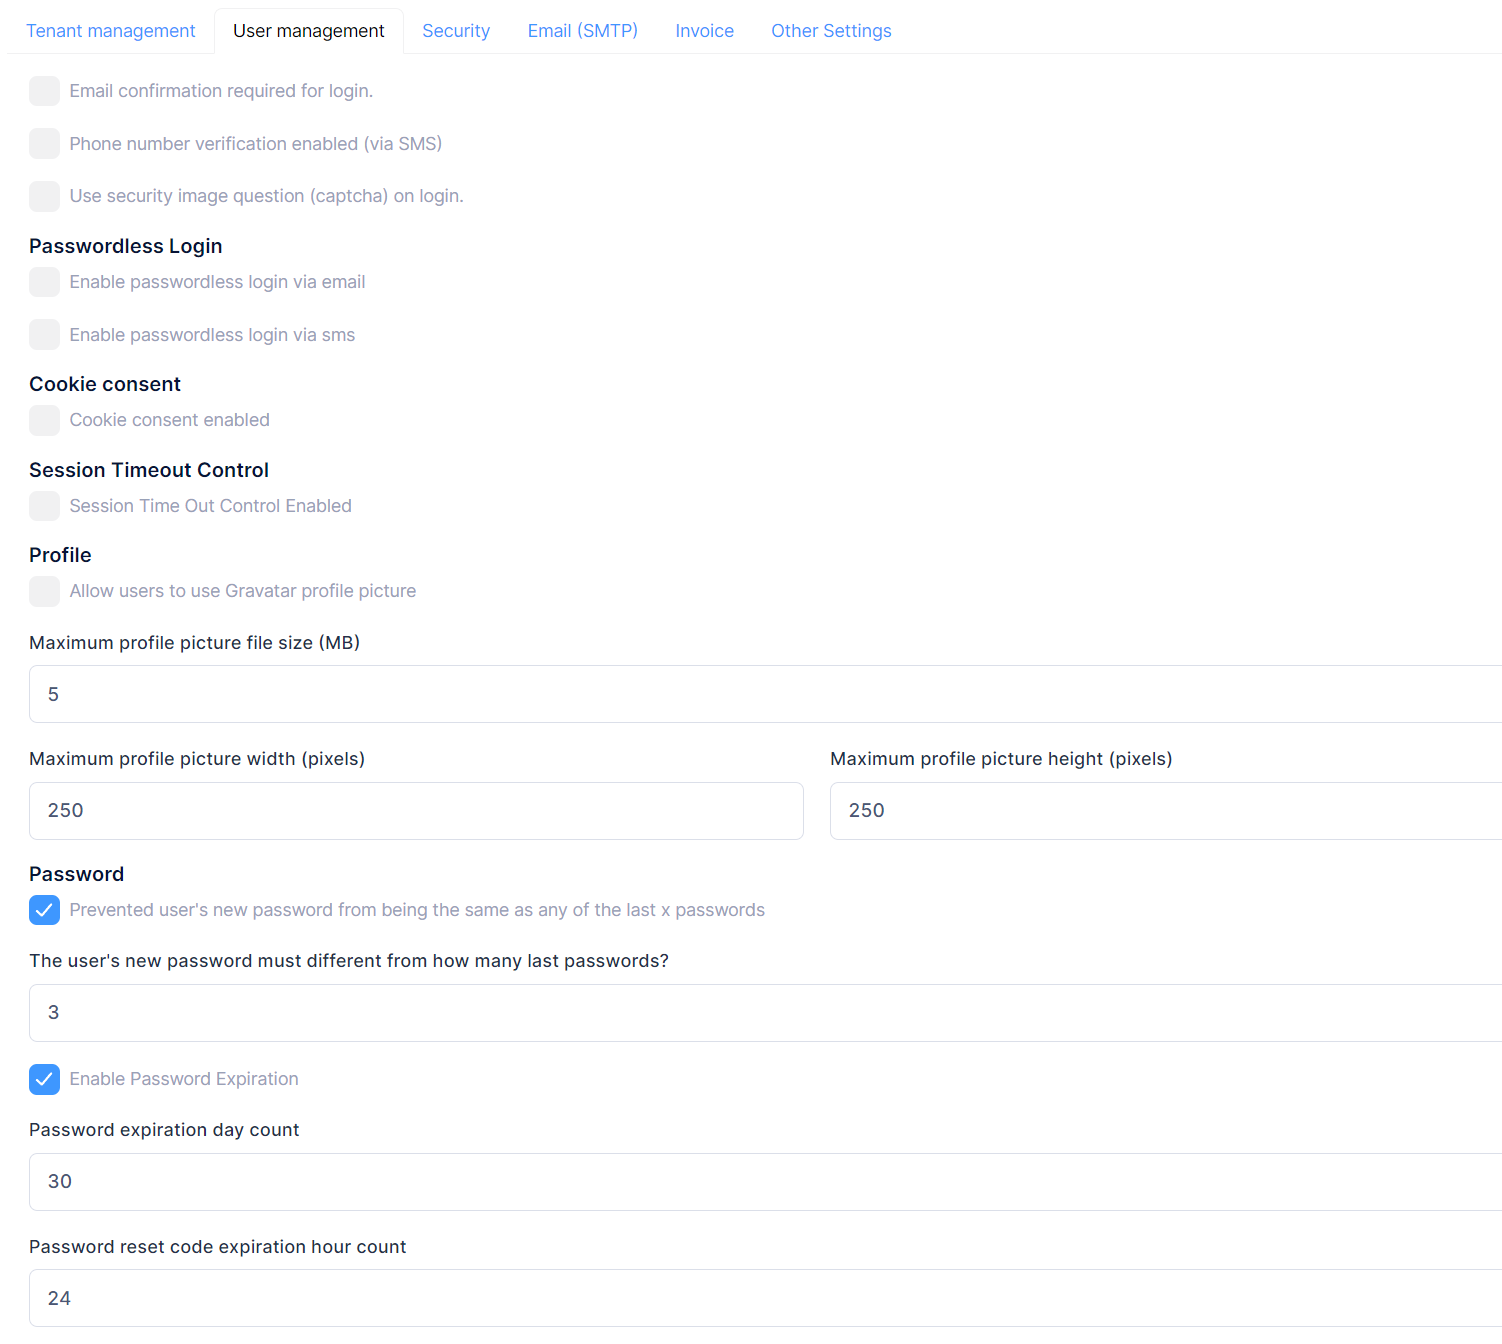 Tenant management User management Security Email (SMTP) Invoice Other Settings
Email confirmation required for login.
Phone number verification enabled (via SMS)
Use security image question (captcha) on login.
Passwordless Login
Enable passwordless login via email
Enable passwordless login via sms
Cookie consent
Cookie consent enabled
Session Timeout Control
Session Time Out Control Enabled
Profile
Allow users to use Gravatar profile picture
Maximum profile picture file size (MB)
5
Maximum profile picture width (pixels) Maximum profile picture height (pixels)
250 250
Password
Prevented user's new password from being the same as any of the last x passwords
The user's new password must different from how many last passwords?
3
Enable Password Expiration
Password expiration day count
30
Password reset code expiration hour count
24